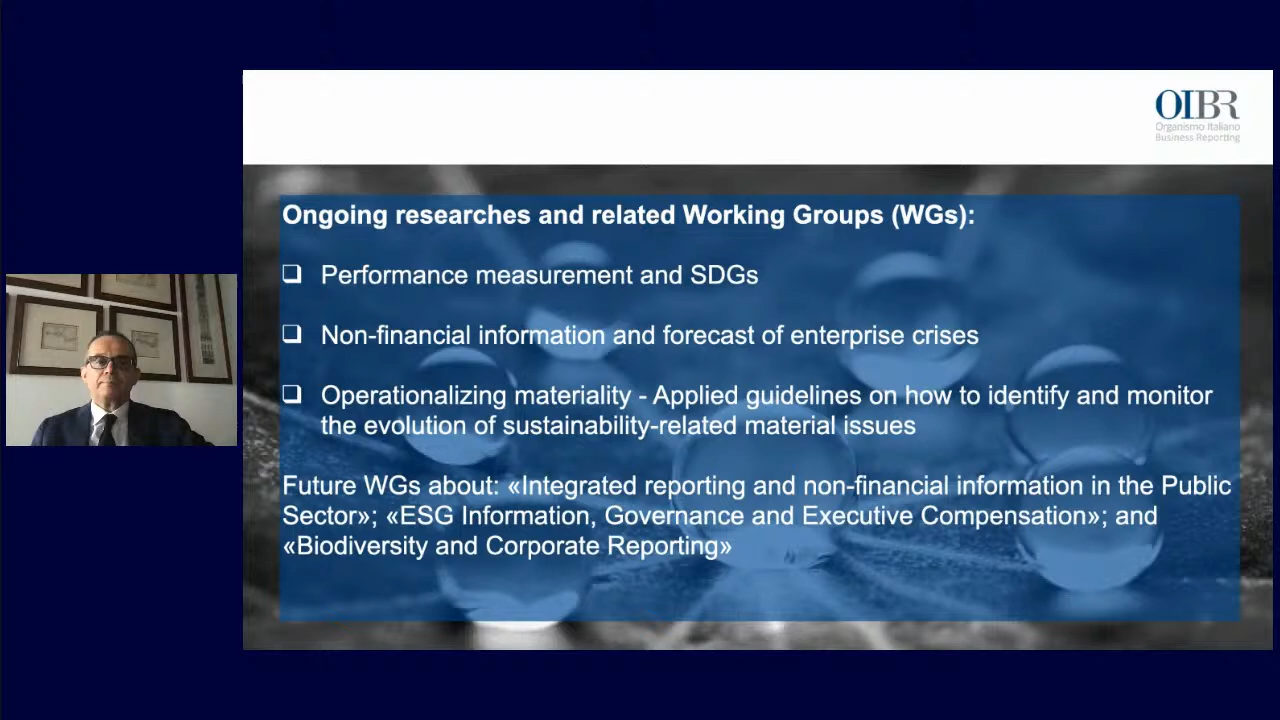 OIBR
Organismo Italiano
Business Reporting
Ongoing researches and related Working Groups (WGs):
❑ Performance measurement and SDGs
❑ Non-financial information and forecast of enterprise crises
❑ Operationalizing materiality - Applied guidelines on how to identify and monitor
the evolution of sustainability-related material issues
Future WGs about: «Integrated reporting and non-financial information in the Public
Sector»; «ESG Information, Governance and Executive Compensation»; and
«Biodiversity and Corporate Reporting»